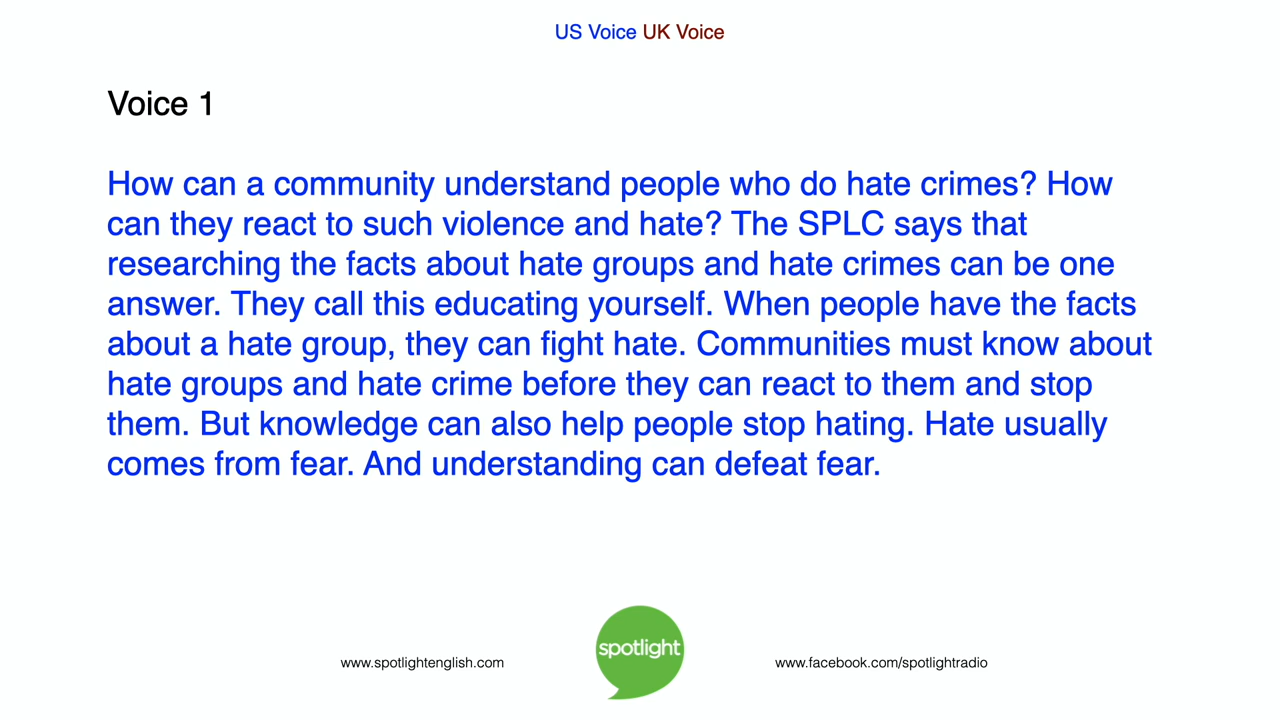 US Voice UK Voice
Voice 1
How can a community understand people who do hate crimes? How
can they react to such violence and hate? The SPLC says that
researching the facts about hate groups and hate crimes can be one
answer. They call this educating yourself. When people have the facts
about a hate group, they can fight hate. Communities must know about
hate groups and hate crime before they can react to them and stop
them. But knowledge can also help people stop hating. Hate usually
comes from fear. And understanding can defeat fear.
spotlight
www.spotlightenglish.com
www.facebook.com/spotlightradio